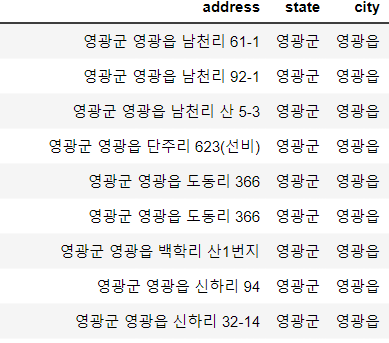 address state city
영광군 영광읍 남천리 61-1 영광군 영광읍
영광군 영광읍 남천리 92-1 영광군 영광읍
영광군 영광읍 남천리 산 5-3 영광군 영광읍
영광군 영광읍 단주리 623(선비) 영광군 영광읍
영광군 영광읍 도동리 366 영광군 영광읍
영광군 영광읍 도동리 366 영광군 영광읍
영광군 영광읍 백학리 산1번지 영광군 영광읍
영광군 영광읍 신하리 94 영광군 영광읍
영광군 영광읍 신하리 32-14 영광군 영광읍